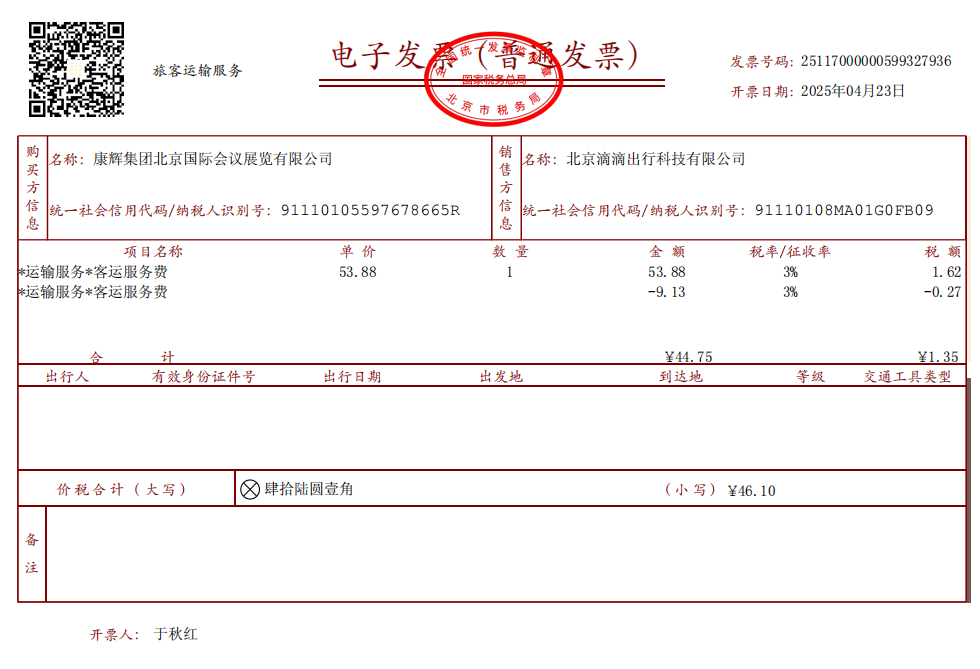 旅客运输服务
电子发票（普通发票）
全国统一发票监制章
国家税务总局
北京市税务局
发票号码：25117000000599327936
开票日期：2025年04月23日
购买方信息
名称：康辉集团北京国际会议展览有限公司
统一社会信用代码/纳税人识别号：91110105597678665R
销售方信息
名称：北京滴滴出行科技有限公司
统一社会信用代码/纳税人识别号：91110108MA01G0FB09
项目名称 单价 数量 金额 税率/征收率 税额
*运输服务*客运服务费 53.88 1 53.88 3% 1.62
*运输服务*客运服务费 -9.13 3% -0.27
合计 ¥44.75 ¥1.35
出行人 有效身份证件号 出行日期 出发地 到达地 等级 交通工具类型
价税合计（大写） ⊗肆拾陆圆壹角 （小写）¥46.10
备注
开票人：于秋红